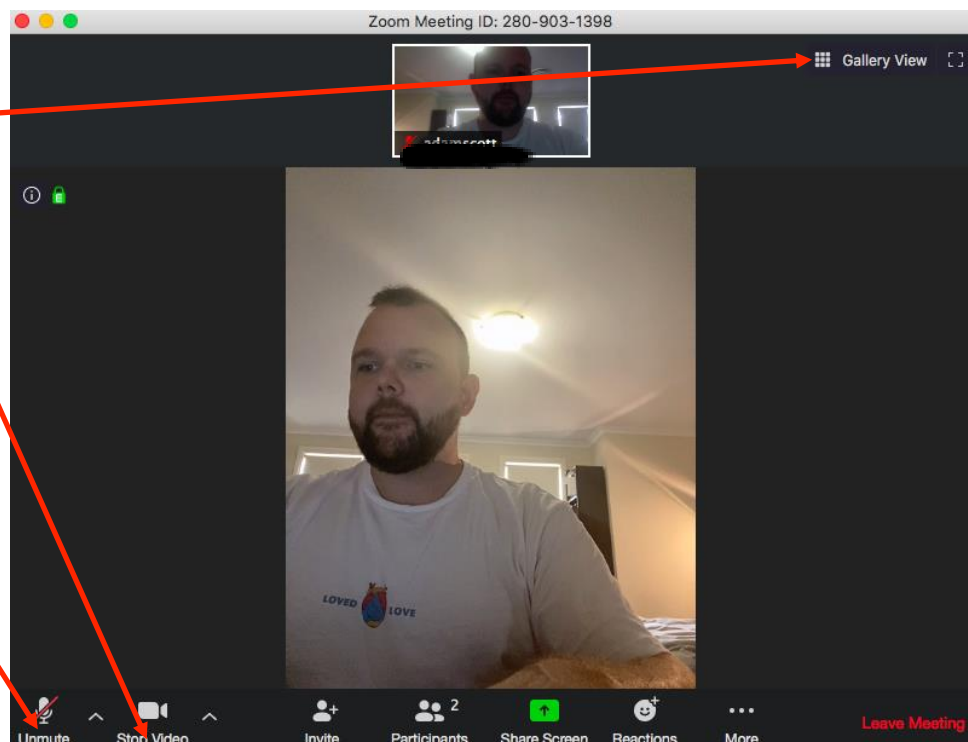 Zoom Meeting ID: 280-903-1398
Gallery View
adamscott
LOVED LOVE
Unmute
Stop Video
Invite
Participants 2
Share Screen
Reactions
More
Leave Meeting